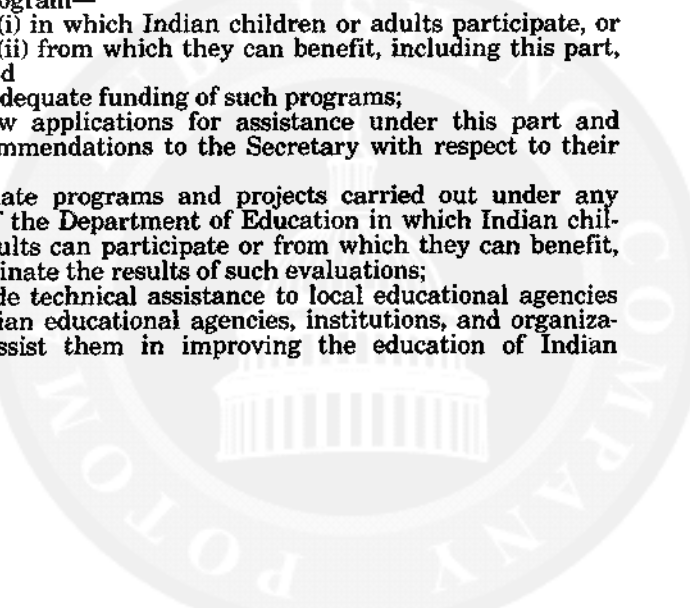 ogram—
(i) in which Indian children or adults participate, or
(ii) from which they can benefit, including this part,
d
dequate funding of such programs;
w applications for assistance under this part and
mmendations to the Secretary with respect to their
ate programs and projects carried out under any
f the Department of Education in which Indian chil-
ults can participate or from which they can benefit,
inate the results of such evaluations;
de technical assistance to local educational agencies
ian educational agencies, institutions, and organiza-
ssist them in improving the education of Indian
POTOM
COMPANY